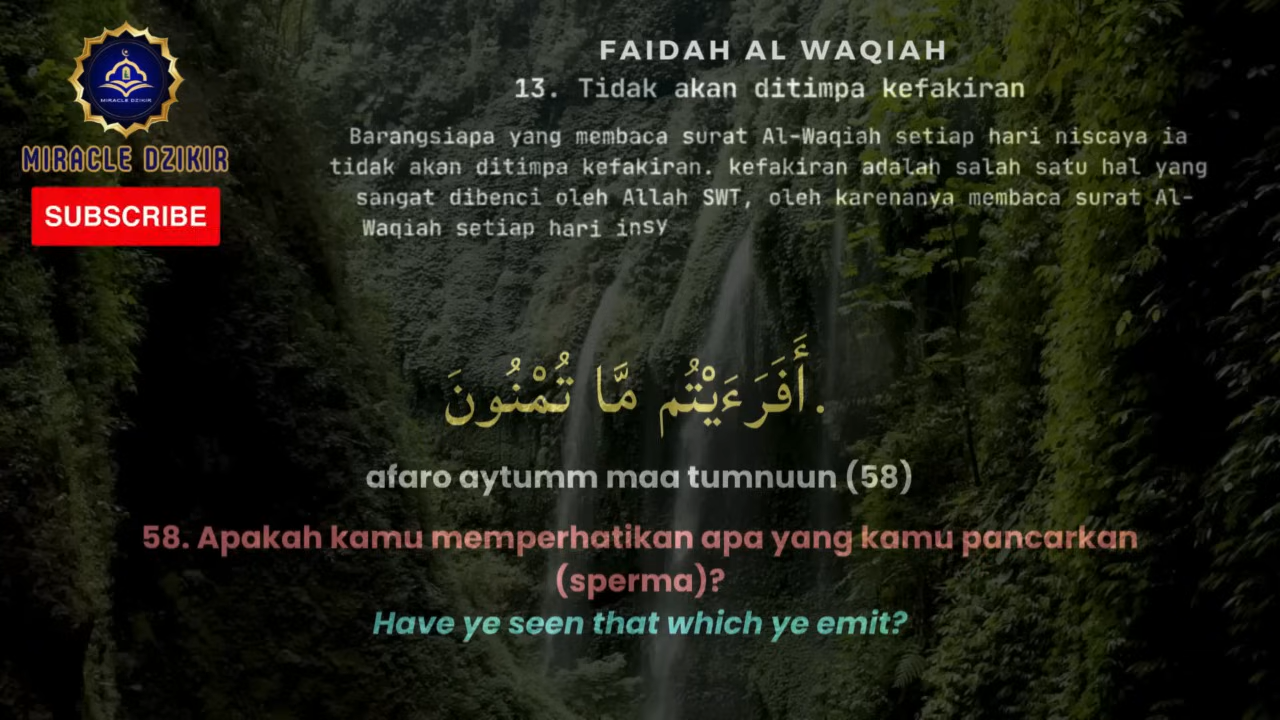 MIRACLE DZIKIR
MIRACLE DZIKIR
SUBSCRIBE
FAIDAH AL WAQIAH
13. Tidak akan ditimpa kefakiran
Barangsiapa yang membaca surat Al-Waqiah setiap hari niscaya ia
tidak akan ditimpa kefakiran. kefakiran adalah salah satu hal yang
sangat dibenci oleh Allah SWT, oleh karenanya membaca surat Al-
Waqiah setiap hari insy
أَفَرَءَيْتُم مَّا تُمْنُونَ.
afaro aytumm maa tumnuun (58)
58. Apakah kamu memperhatikan apa yang kamu pancarkan
(sperma)?
Have ye seen that which ye emit?